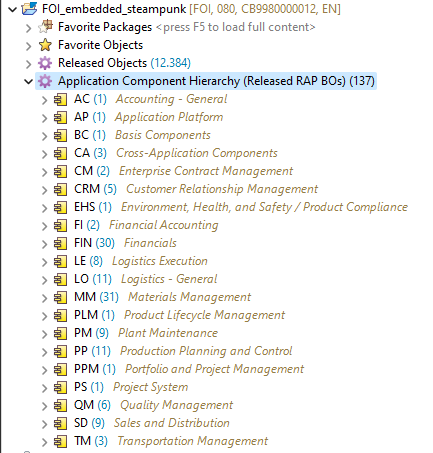 FOI_embedded_steampunk [FOI, 080, CB9980000012, EN]
Favorite Packages <press F5 to load full content>
Favorite Objects
Released Objects (12.384)
Application Component Hierarchy (Released RAP BOs) (137)
AC (1) Accounting - General
AP (1) Application Platform
BC (1) Basis Components
CA (3) Cross-Application Components
CM (2) Enterprise Contract Management
CRM (5) Customer Relationship Management
EHS (1) Environment, Health, and Safety / Product Compliance
FI (2) Financial Accounting
FIN (30) Financials
LE (8) Logistics Execution
LO (11) Logistics - General
MM (31) Materials Management
PLM (1) Product Lifecycle Management
PM (9) Plant Maintenance
PP (11) Production Planning and Control
PPM (1) Portfolio and Project Management
PS (1) Project System
QM (6) Quality Management
SD (9) Sales and Distribution
TM (3) Transportation Management